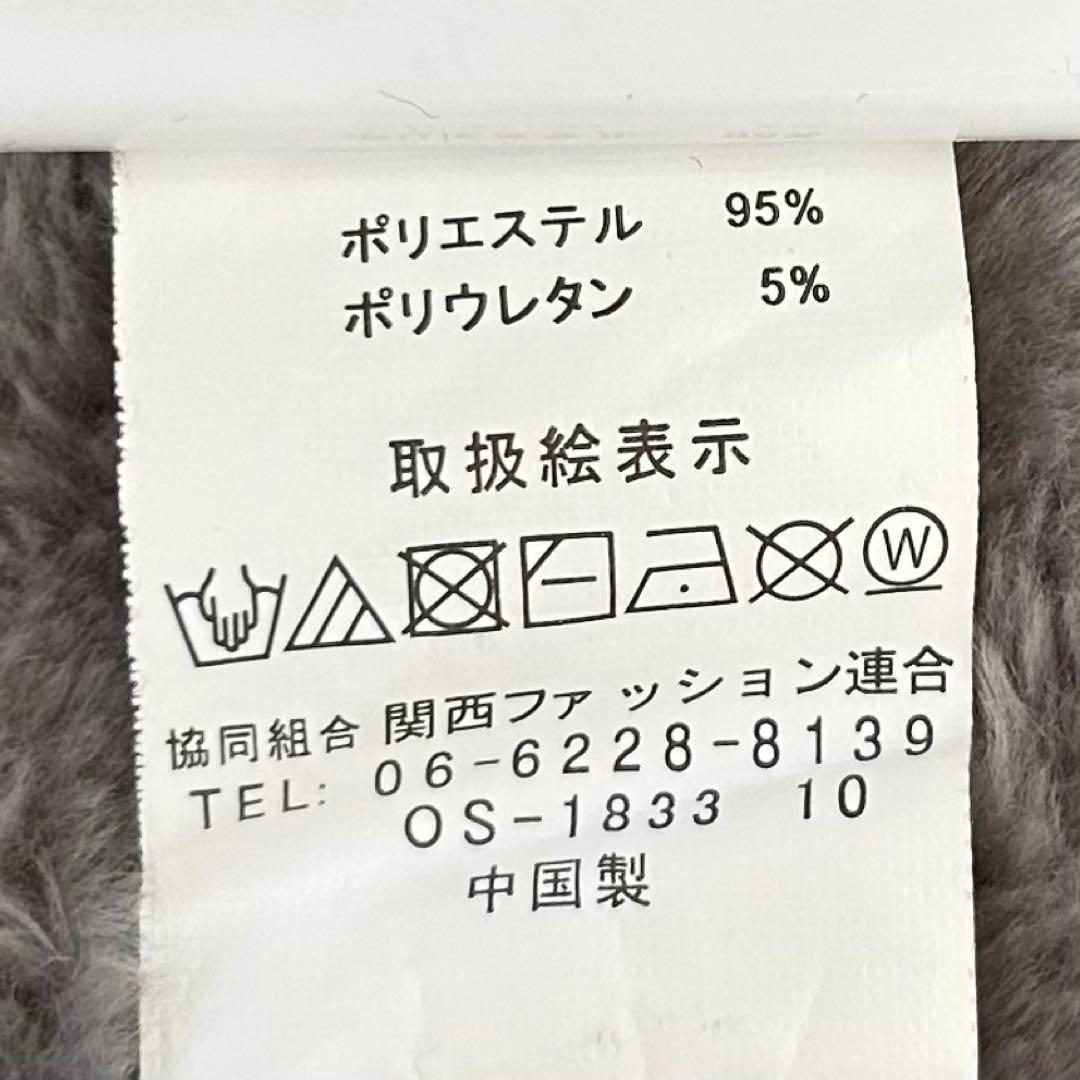 ポリエステル 95%
ポリウレタン 5%
取扱絵表示
W
協同組合 関西ファッション連合
TEL: 06-6228-8139
OS-1833 10
中国製